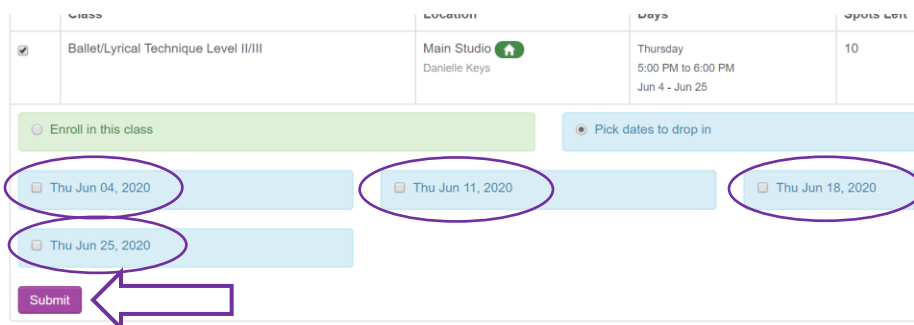 Class Location Days Spots Left
Ballet/Lyrical Technique Level II/III Main Studio Thursday 10
Danielle Keys 5:00 PM to 6:00 PM
Jun 4 - Jun 25
Enroll in this class Pick dates to drop in
Thu Jun 04, 2020 Thu Jun 11, 2020 Thu Jun 18, 2020
Thu Jun 25, 2020
Submit